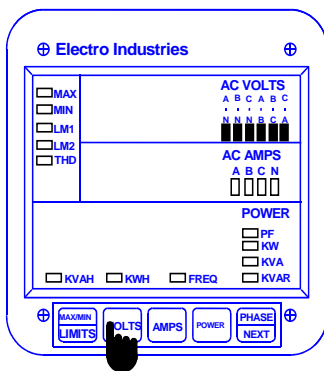 Electro Industries
MAX
MIN
LM1
LM2
THD
AC VOLTS
A B C A B C
- - - - - -
N N N B C A
AC AMPS
A B C N
POWER
PF
KW
KVA
KVAR
KVAH KWH FREQ
MAX/MIN
LIMITS
OLTS
AMPS
POWER
PHASE
NEXT